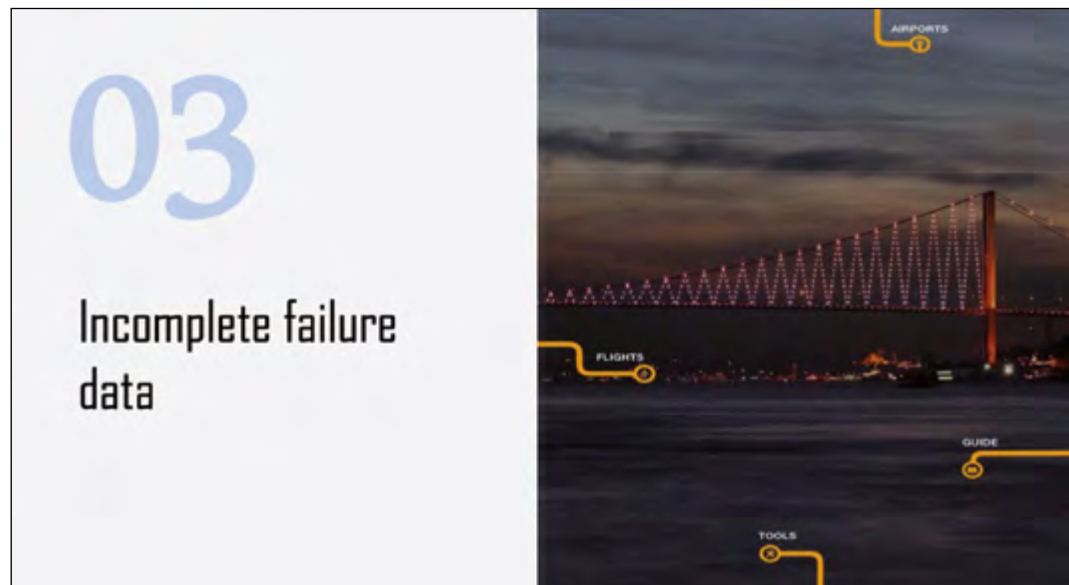 03
Incomplete failure
data
AIRPORTS
FLIGHTS
GUIDE
TOOLS